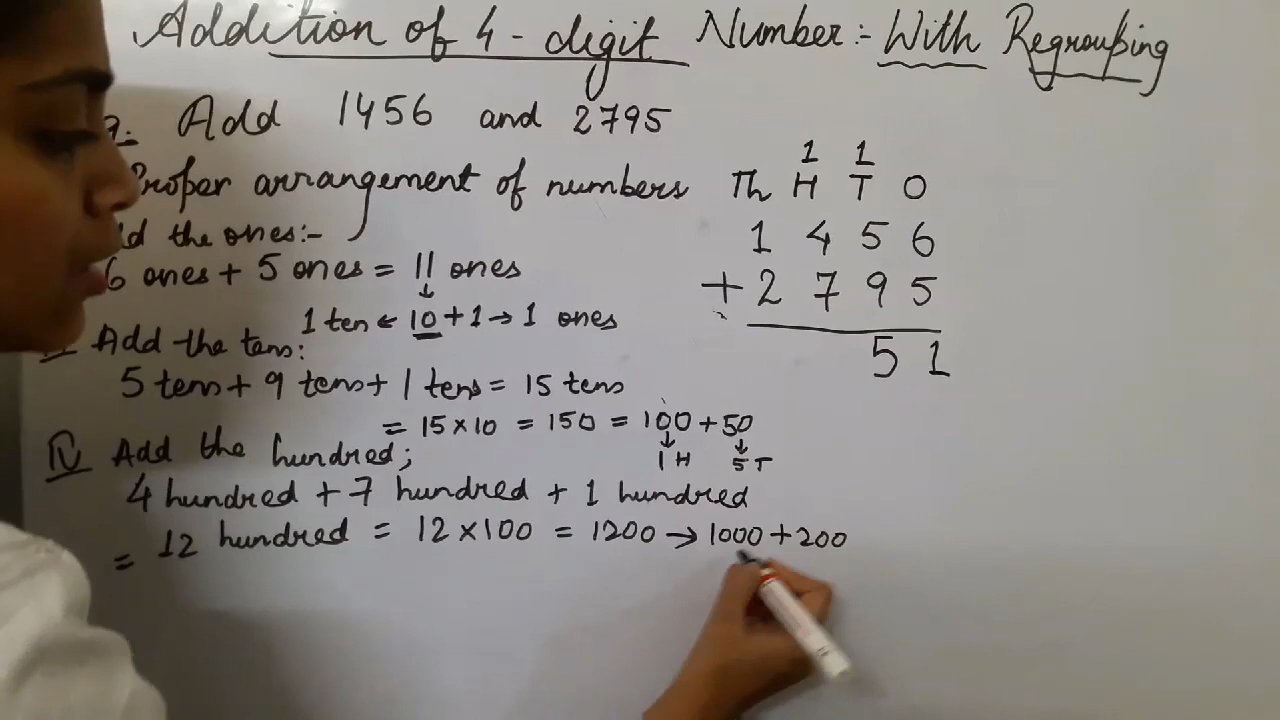 Addition of 4-digit Number:- With Regrouping
Add 1456 and 2795
Proper arrangement of numbers
the ones:-
6 ones + 5 ones = 11 ones
↓
1 ten ← 10 + 1 → 1 ones
Add the tens:
5 tens + 9 tens + 1 tens = 15 tens
= 15 × 10 = 150 = 100 + 50
↓ ↓
1 H 5 T
IV Add the hundred;
4 hundred + 7 hundred + 1 hundred
= 12 hundred = 12 × 100 = 1200 → 1000 + 200
1 1
Th H T O
1 4 5 6
+ 2 7 9 5
5 1